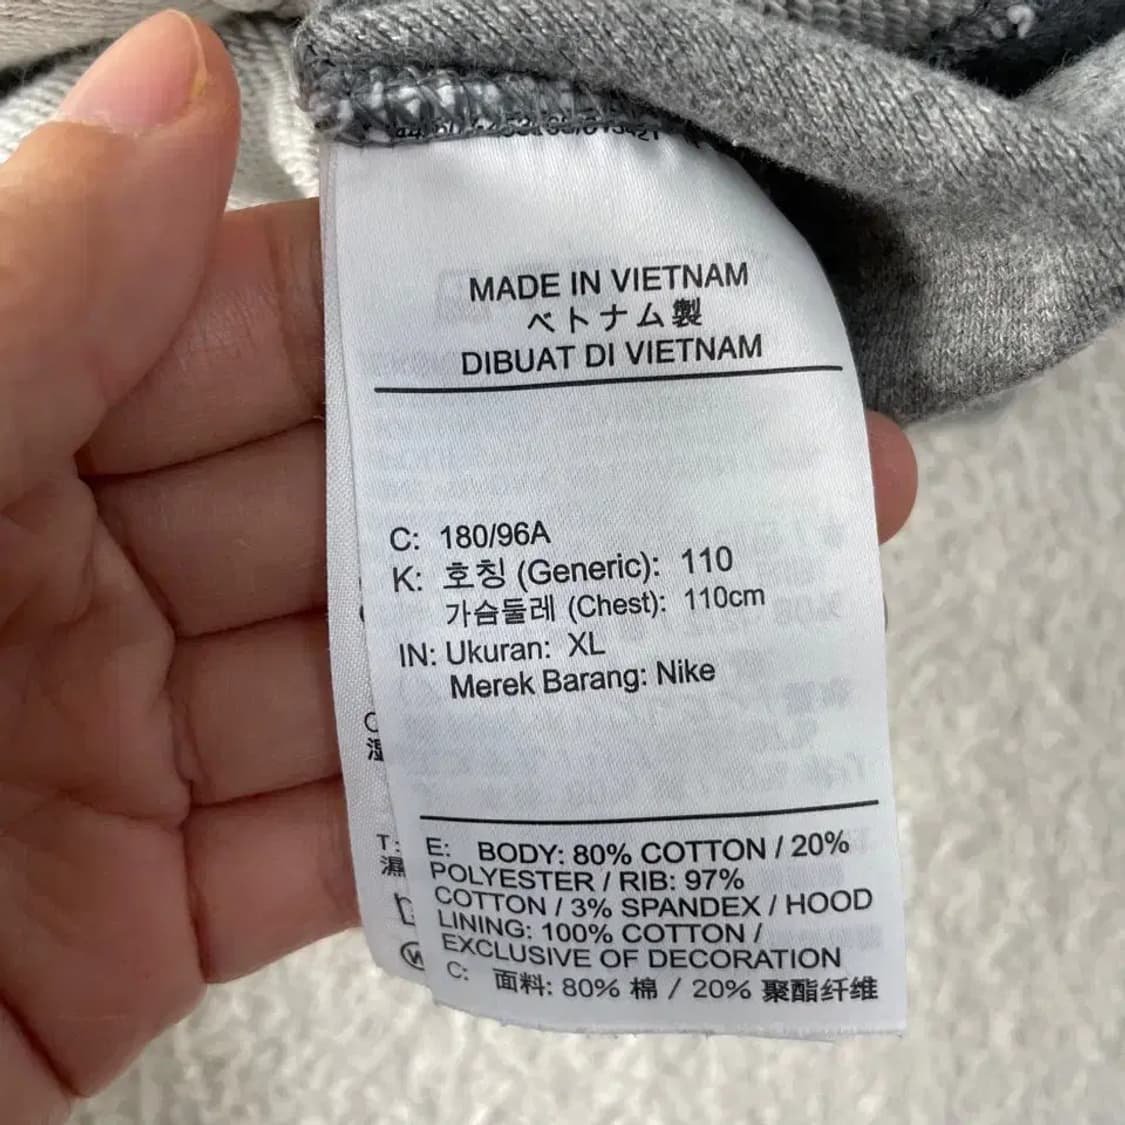 MADE IN VIETNAM
ベトナム製
DIBUAT DI VIETNAM
C: 180/96A
K: 호칭 (Generic): 110
가슴둘레 (Chest): 110cm
IN: Ukuran: XL
Merek Barang: Nike
E: BODY: 80% COTTON / 20%
POLYESTER / RIB: 97%
COTTON / 3% SPANDEX / HOOD
LINING: 100% COTTON /
EXCLUSIVE OF DECORATION
C: 面料: 80% 棉 / 20% 聚酯纤维
T:
濕